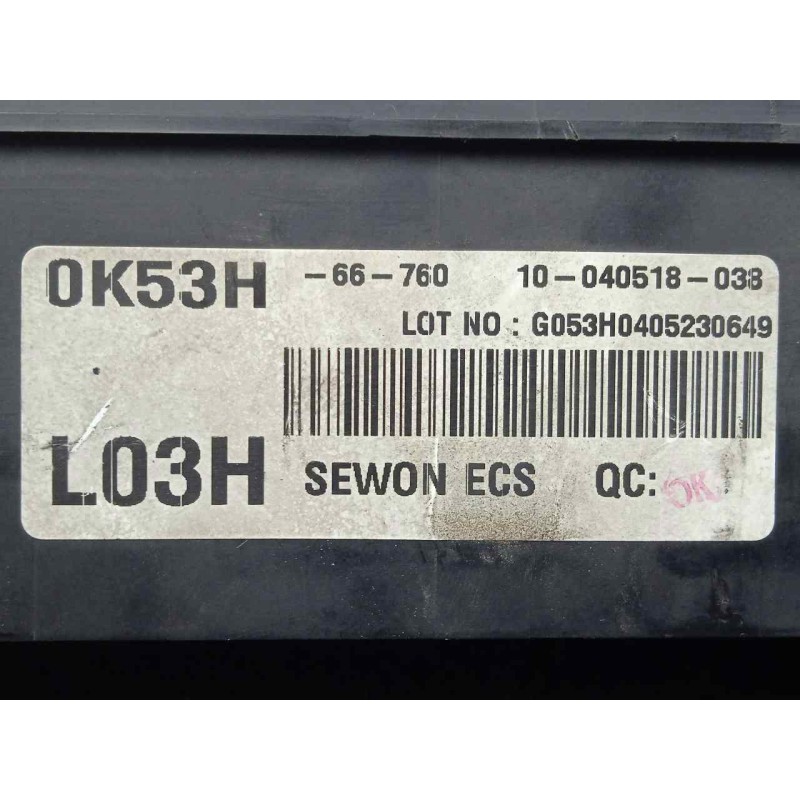 0K53H -66-760 10-040518-038
LOT NO : G053H0405230649
L03H SEWON ECS QC: OK